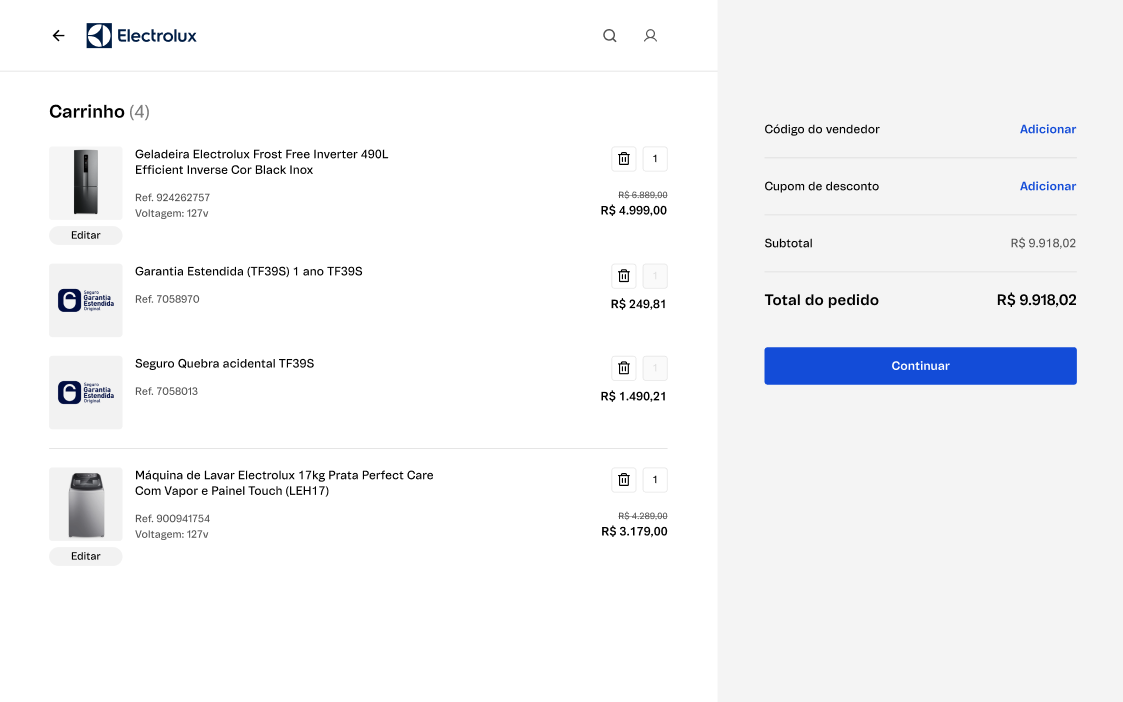 Electrolux
Carrinho (4)
Geladeira Electrolux Frost Free Inverter 490L
Efficient Inverse Cor Black Inox
1
Ref. 924262757
Voltagem: 127v
R$ 6.889,00
R$ 4.999,00
Editar
Seguro
Garantia
Estendida
Original
Garantia Estendida (TF39S) 1 ano TF39S
1
Ref. 7058970
R$ 249,81
Seguro
Garantia
Estendida
Original
Seguro Quebra acidental TF39S
1
Ref. 7058013
R$ 1.490,21
Máquina de Lavar Electrolux 17kg Prata Perfect Care
Com Vapor e Painel Touch (LEH17)
1
Ref. 900941754
Voltagem: 127v
R$ 4.289,00
R$ 3.179,00
Editar
Código do vendedor Adicionar
Cupom de desconto Adicionar
Subtotal R$ 9.918,02
Total do pedido R$ 9.918,02
Continuar